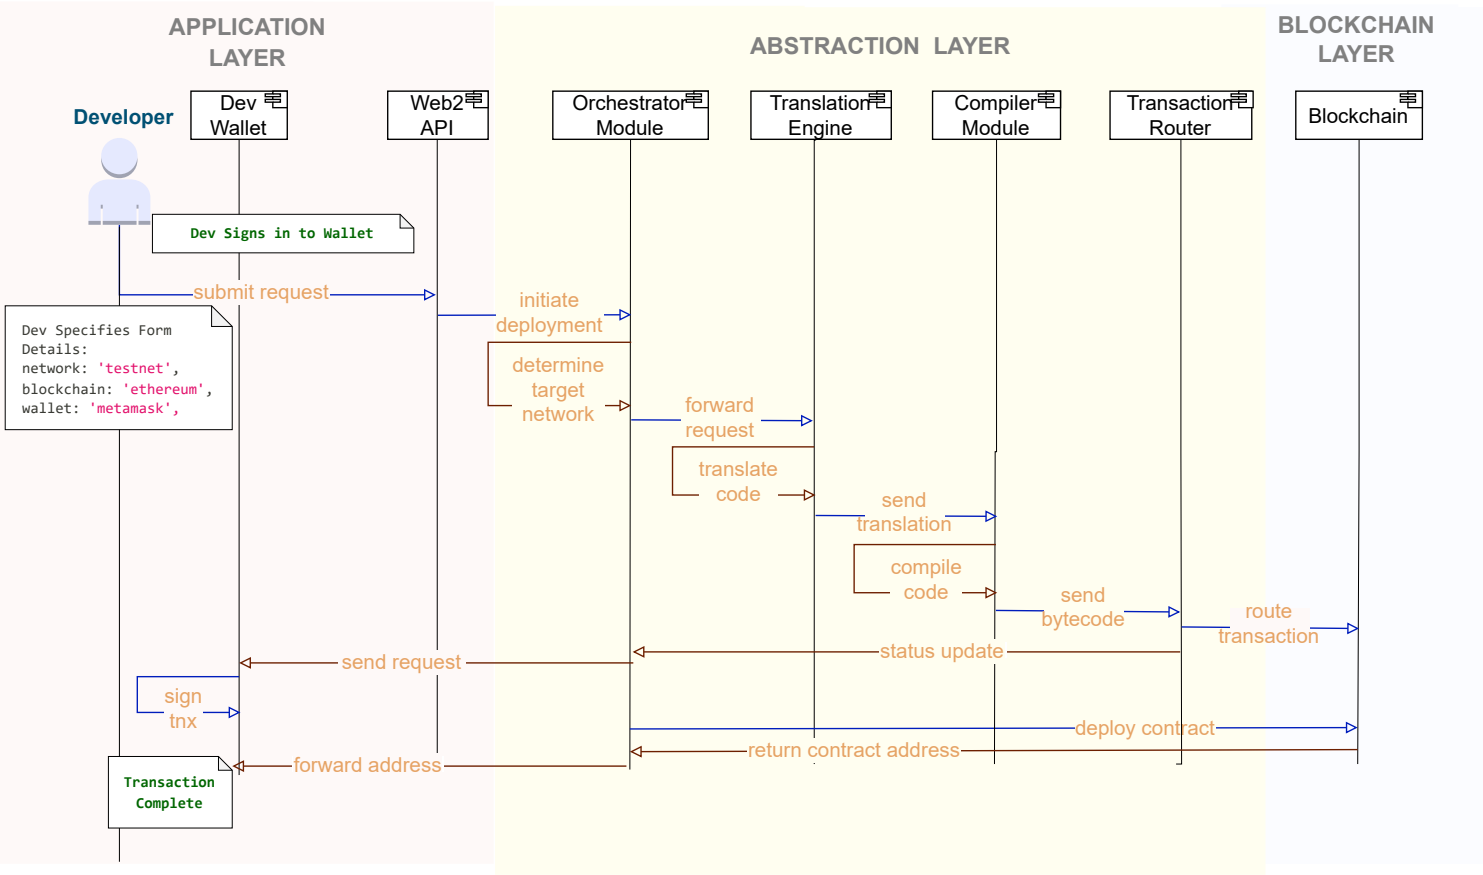 APPLICATION
LAYER
ABSTRACTION LAYER
BLOCKCHAIN
LAYER
Developer
Dev
Wallet
Web2
API
Orchestrator
Module
Translation
Engine
Compiler
Module
Transaction
Router
Blockchain
Dev Signs in to Wallet
submit request
initiate
deployment
Dev Specifies Form
Details:
network: 'testnet',
blockchain: 'ethereum',
wallet: 'metamask',
determine
target
network
forward
request
translate
code
send
translation
compile
code
send
bytecode
route
transaction
status update
send request
sign
tnx
deploy contract
return contract address
forward address
Transaction
Complete